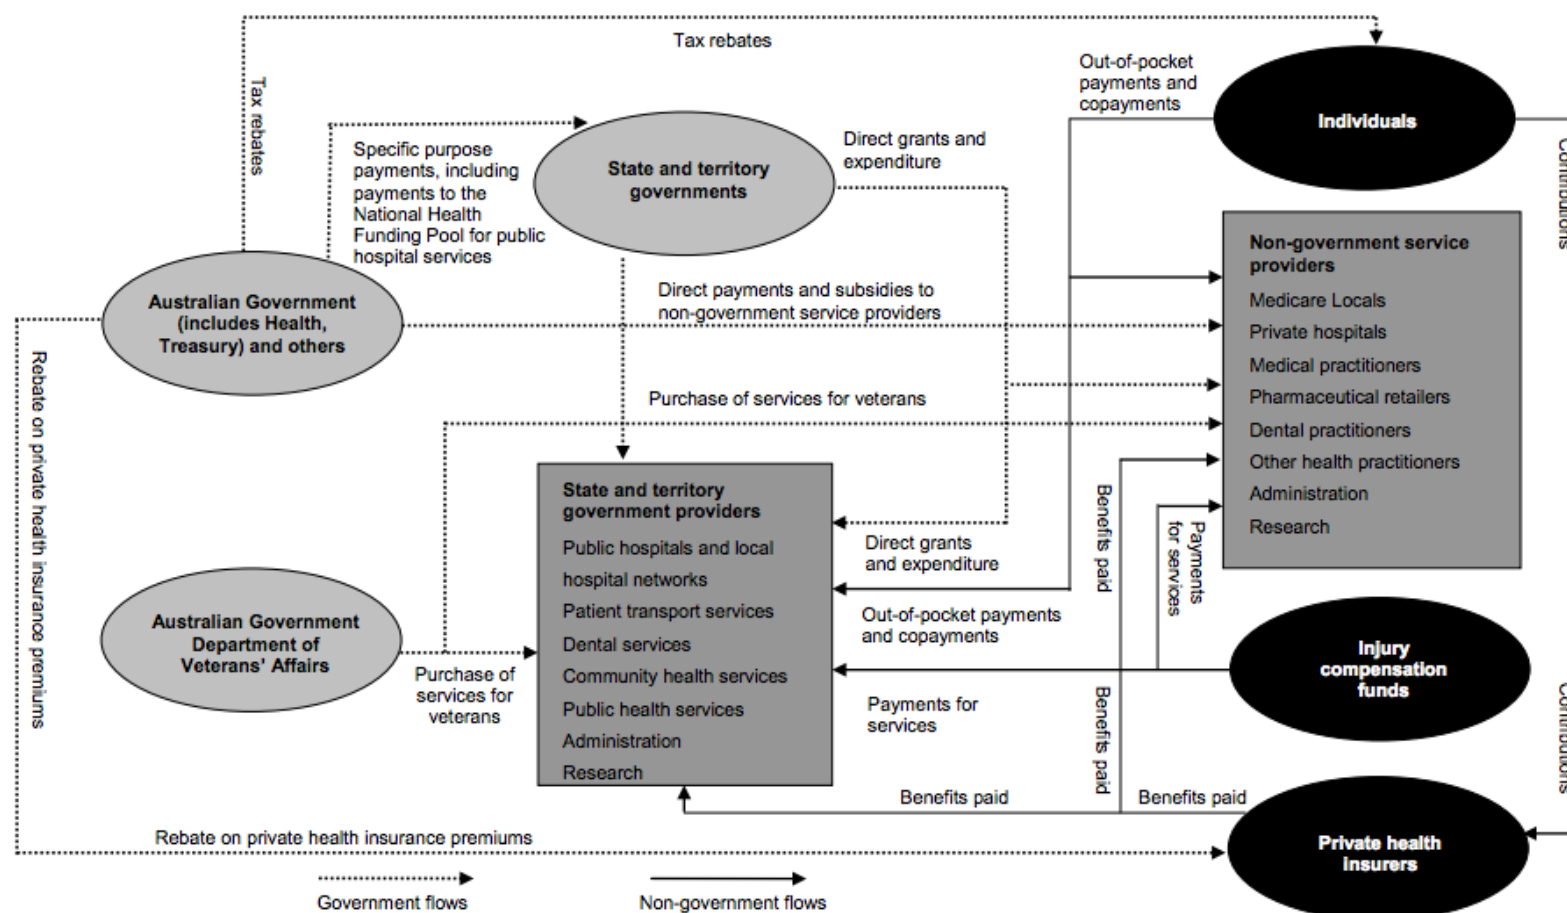 Tax rebates
Tax rebates
Out-of-pocket
payments and
copayments
Individuals
Contributions
Specific purpose
payments, including
payments to the
National Health
Funding Pool for public
hospital services
State and territory
governments
Direct grants and
expenditure
Australian Government
(includes Health,
Treasury) and others
Direct payments and subsidies to
non-government service providers
Non-government service
providers
Medicare Locals
Private hospitals
Medical practitioners
Pharmaceutical retailers
Dental practitioners
Other health practitioners
Administration
Research
Rebate on private health insurance premiums
Purchase of services for veterans
State and territory
government providers
Public hospitals and local
hospital networks
Patient transport services
Dental services
Community health services
Public health services
Administration
Research
Direct grants
and expenditure
Out-of-pocket payments
and copayments
Benefits paid
Payments
for services
Australian Government
Department of
Veterans' Affairs
Purchase of
services for
veterans
Payments for
services
Benefits paid
Injury
compensation
funds
Contributions
Benefits paid
Benefits paid
Rebate on private health insurance premiums
Private health
insurers
Government flows
Non-government flows